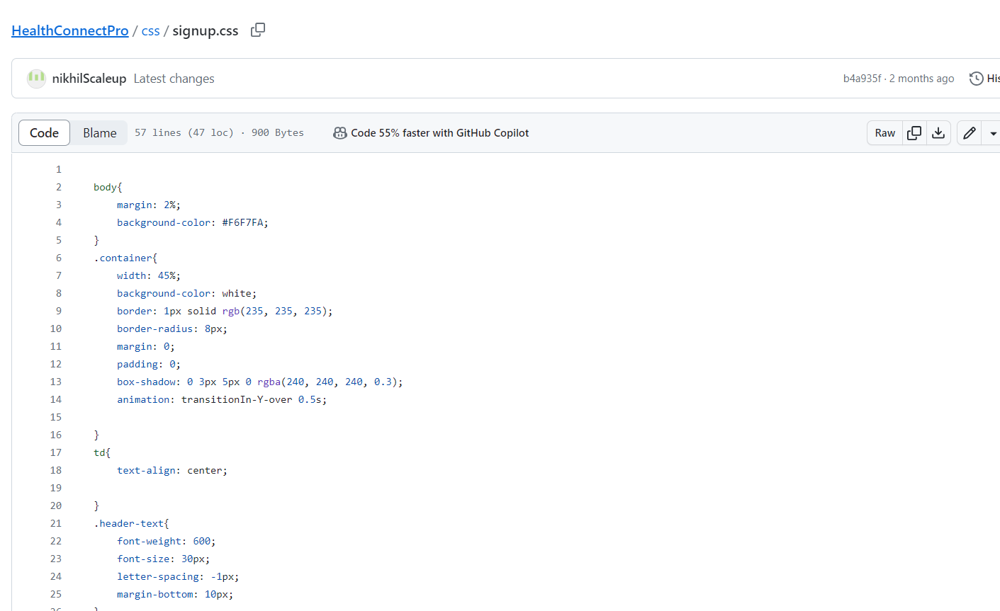 HealthConnectPro / css / signup.css
nikhilScaleup Latest changes b4a935f · 2 months ago His
Code Blame 57 lines (47 loc) · 900 Bytes Code 55% faster with GitHub Copilot Raw
1
2 body{
3 margin: 2%;
4 background-color: #F6F7FA;
5 }
6 .container{
7 width: 45%;
8 background-color: white;
9 border: 1px solid rgb(235, 235, 235);
10 border-radius: 8px;
11 margin: 0;
12 padding: 0;
13 box-shadow: 0 3px 5px 0 rgba(240, 240, 240, 0.3);
14 animation: transitionIn-Y-over 0.5s;
15
16 }
17 td{
18 text-align: center;
19
20 }
21 .header-text{
22 font-weight: 600;
23 font-size: 30px;
24 letter-spacing: -1px;
25 margin-bottom: 10px;
26 }